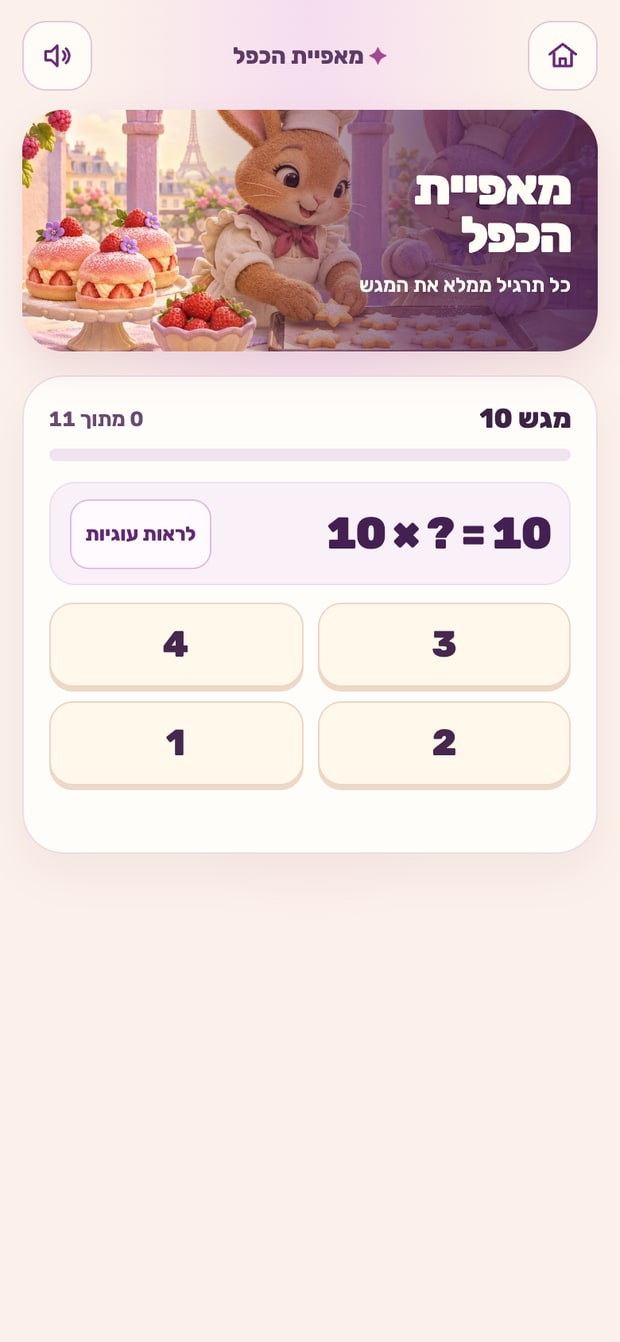 מאפיית הכפל
מאפיית
הכפל
כל תרגיל ממלא את המגש
מגש 10
0 מתוך 11
10 × ? = 10
לראות עוגיות
3
4
2
1